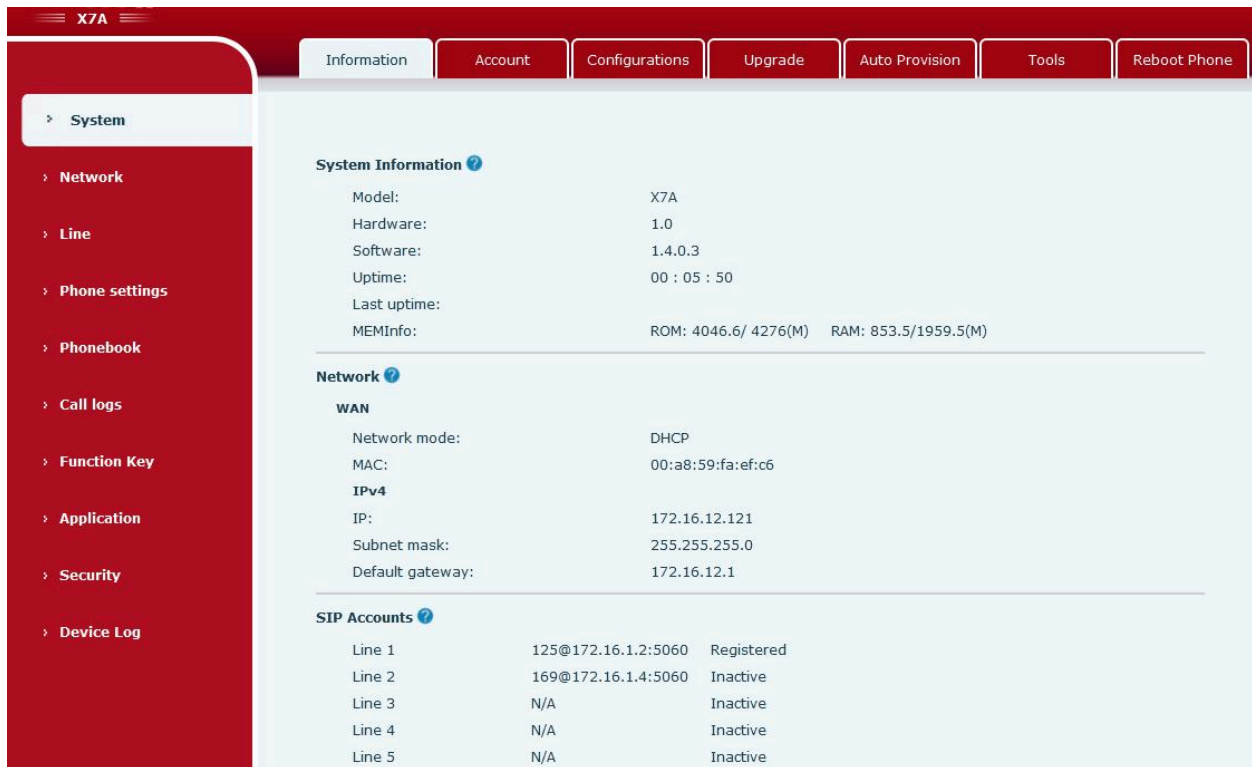 X7A
Information Account Configurations Upgrade Auto Provision Tools Reboot Phone
System
Network
Line
Phone settings
Phonebook
Call logs
Function Key
Application
Security
Device Log
System Information
Model: X7A
Hardware: 1.0
Software: 1.4.0.3
Uptime: 00 : 05 : 50
Last uptime:
MEMInfo: ROM: 4046.6/ 4276(M) RAM: 853.5/1959.5(M)
Network
WAN
Network mode: DHCP
MAC: 00:a8:59:fa:ef:c6
IPv4
IP: 172.16.12.121
Subnet mask: 255.255.255.0
Default gateway: 172.16.12.1
SIP Accounts
Line 1 125@172.16.1.2:5060 Registered
Line 2 169@172.16.1.4:5060 Inactive
Line 3 N/A Inactive
Line 4 N/A Inactive
Line 5 N/A Inactive